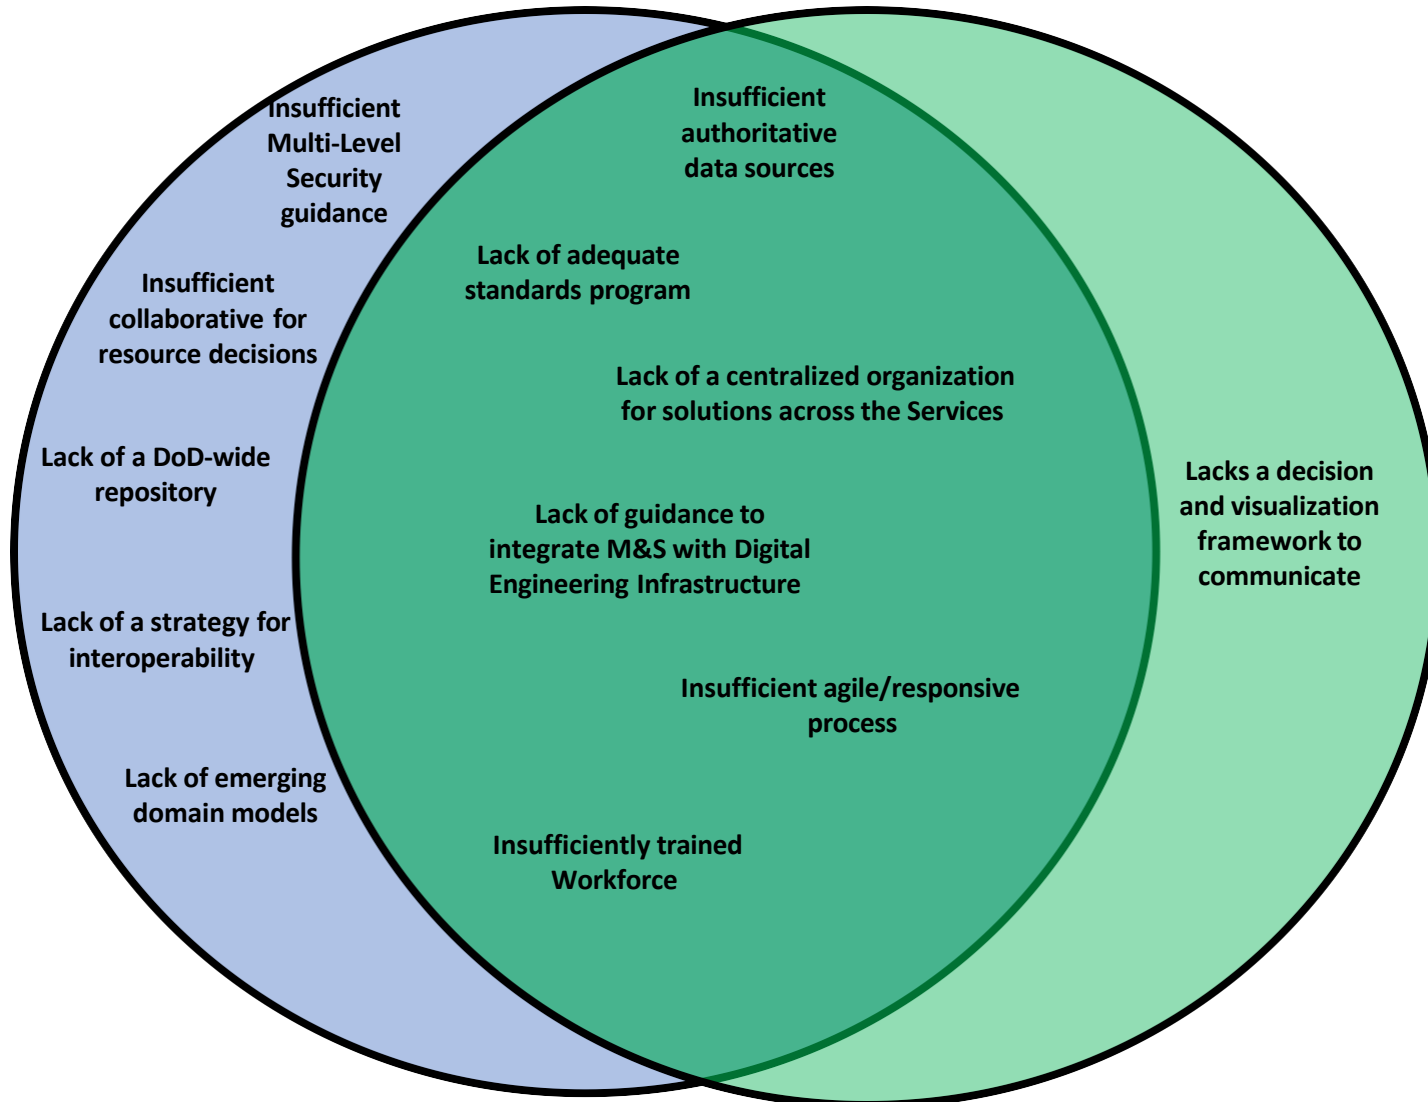 Insufficient
Multi-Level
Security
guidance
Insufficient
collaborative for
resource decisions
Lack of a DoD-wide
repository
Lack of a strategy for
interoperability
Lack of emerging
domain models
Insufficient
authoritative
data sources
Lack of adequate
standards program
Lack of a centralized organization
for solutions across the Services
Lack of guidance to
integrate M&S with Digital
Engineering Infrastructure
Insufficient agile/responsive
process
Insufficiently trained
Workforce
Lacks a decision
and visualization
framework to
communicate